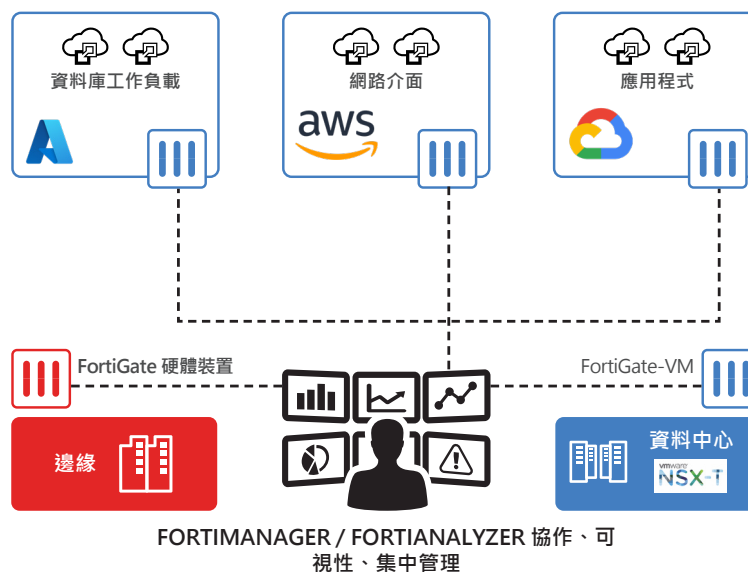 資料庫工作負載
網路介面
應用程式
aws
FortiGate 硬體裝置
FortiGate-VM
邊緣
資料中心
vmware
NSX-T
FORTIMANAGER / FORTIANALYZER 協作、可
視性、集中管理